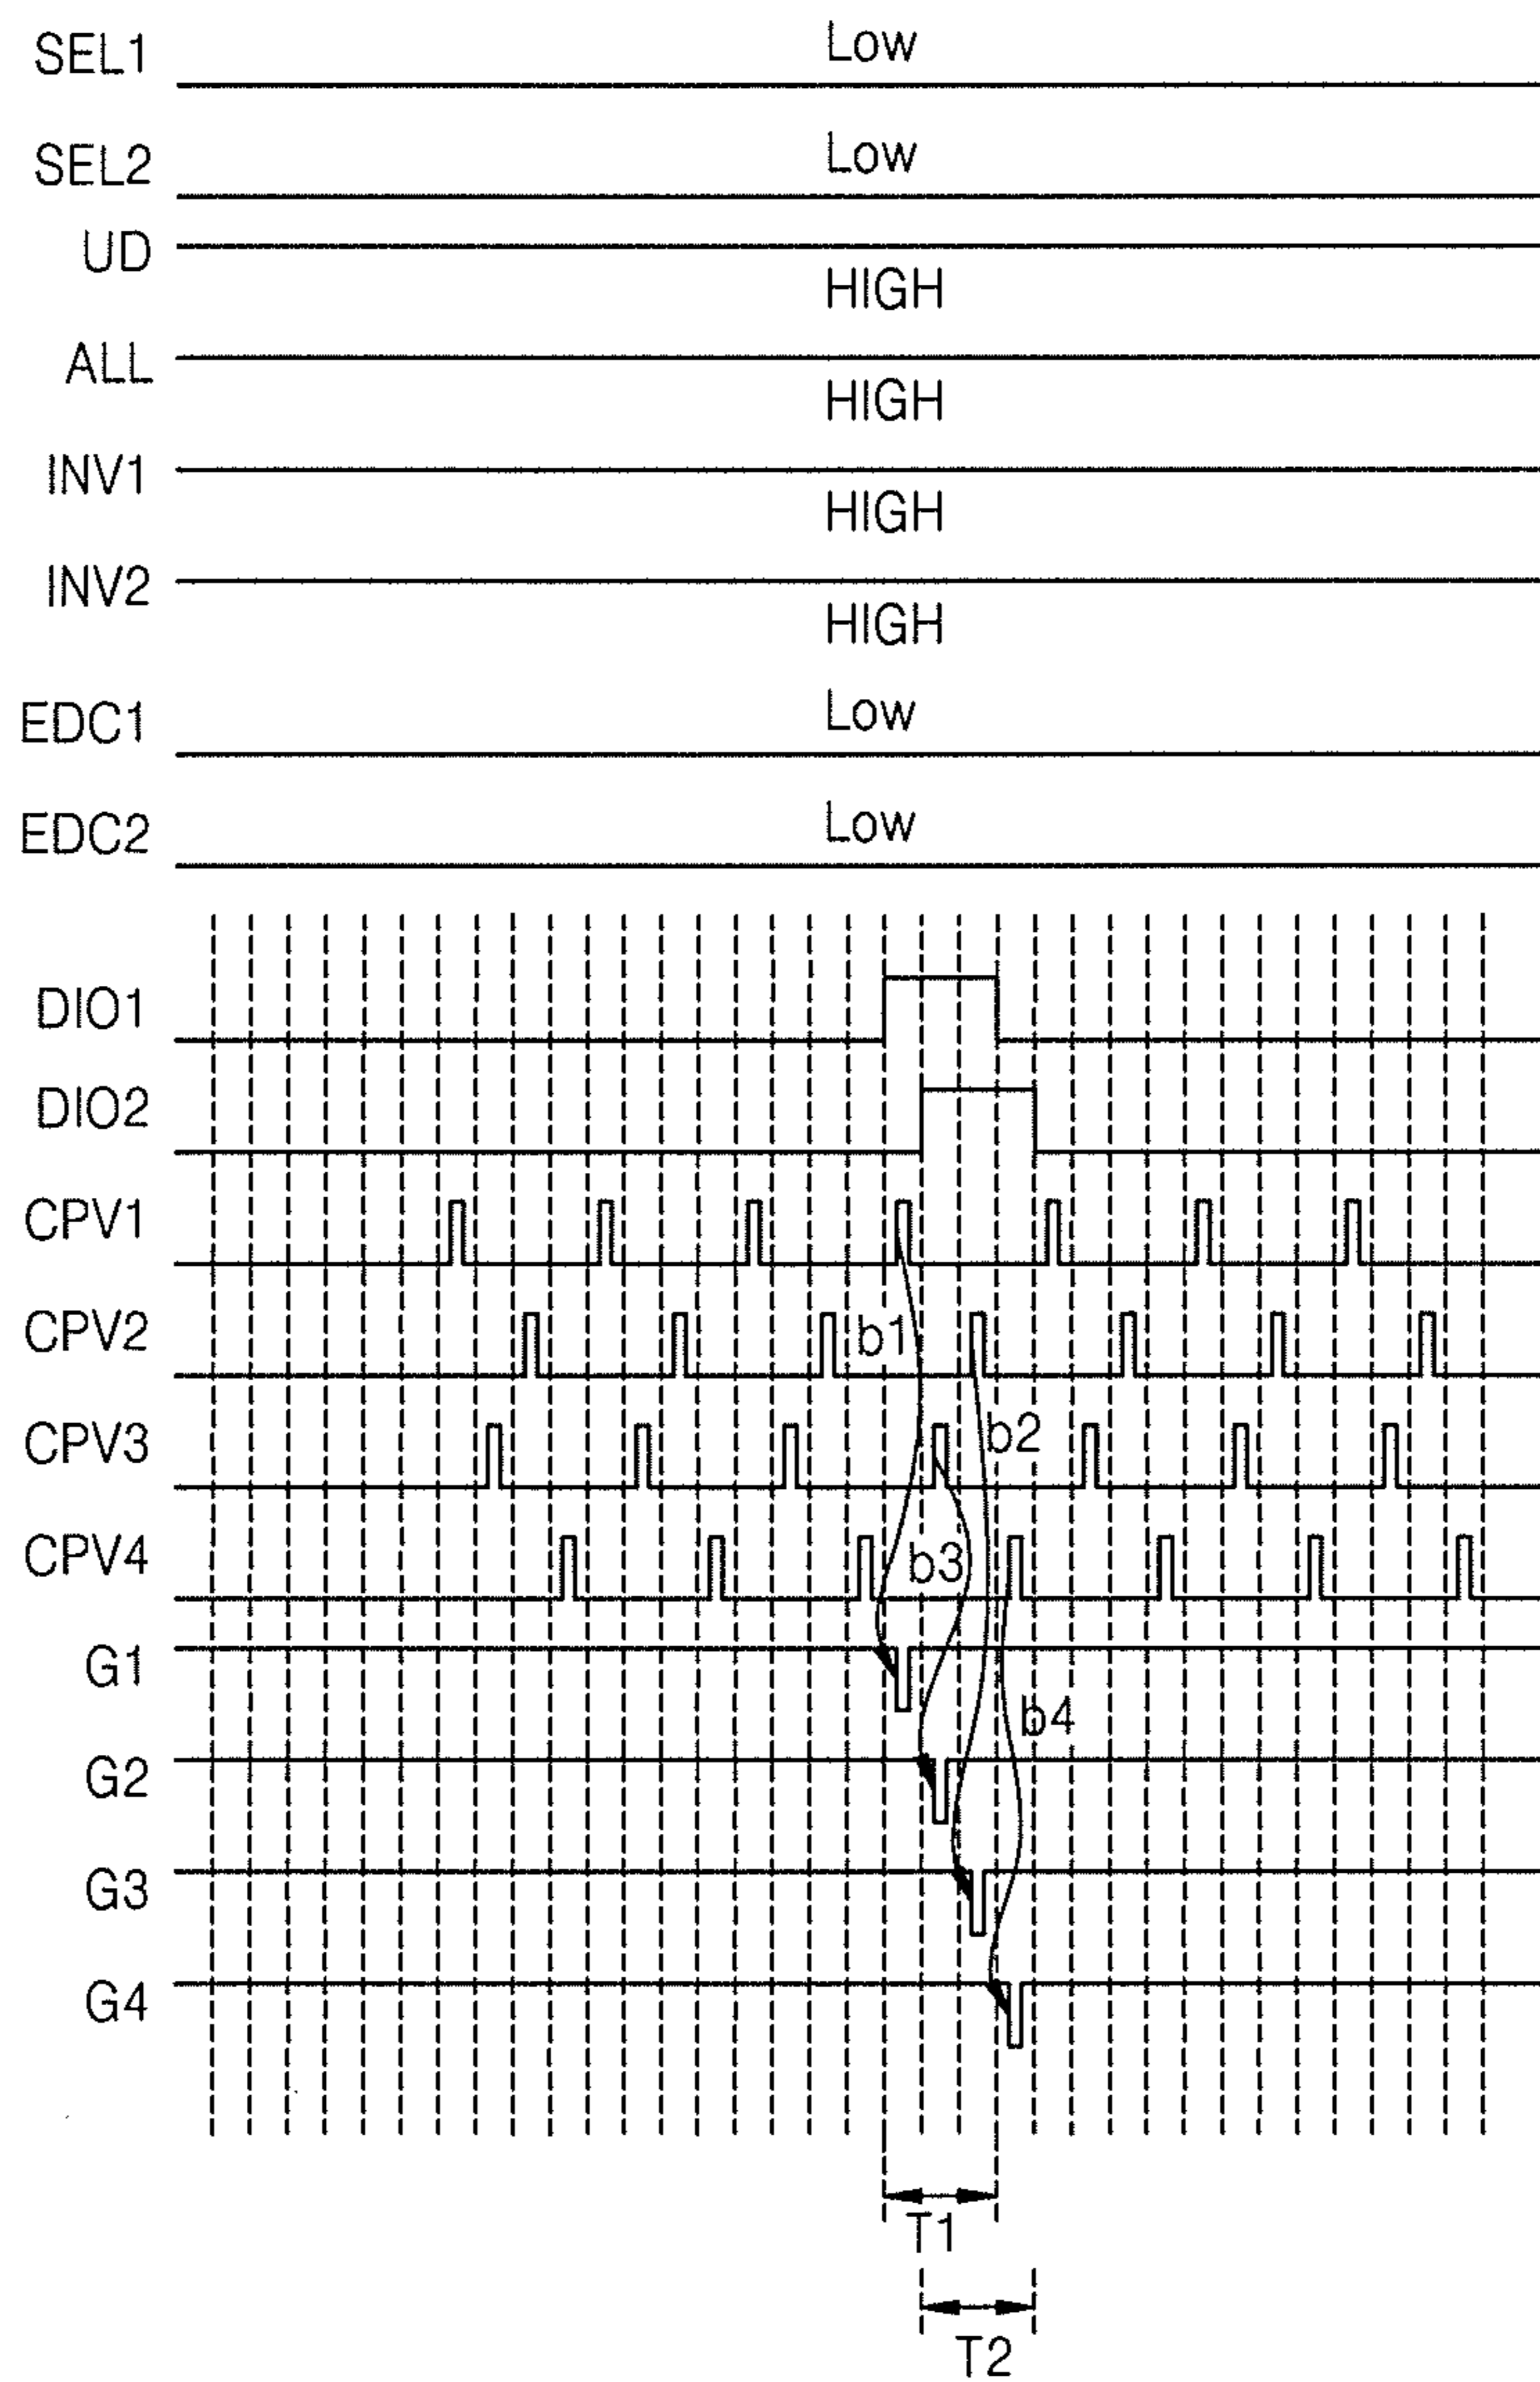 SEL1 Low
SEL2 Low
UD HIGH
ALL HIGH
INV1 HIGH
INV2 HIGH
EDC1 Low
EDC2 Low
DIO1
DIO2
CPV1
CPV2 b1
CPV3 b2
CPV4 b3
G1
b4
G2
G3
G4
T1
T2